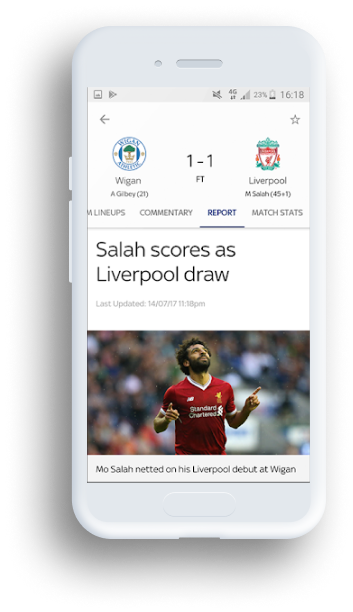 4G 23% 16:18
WIGAN
ATHLETIC
1-1
FT
Wigan
Liverpool
A Gilbey (21)
M Salah (45+1)
M LINEUPS COMMENTARY REPORT MATCH STATS
Salah scores as
Liverpool draw
Last Updated: 14/07/17 11:18pm
Standard
Chartered
Mo Salah netted on his Liverpool debut at Wigan